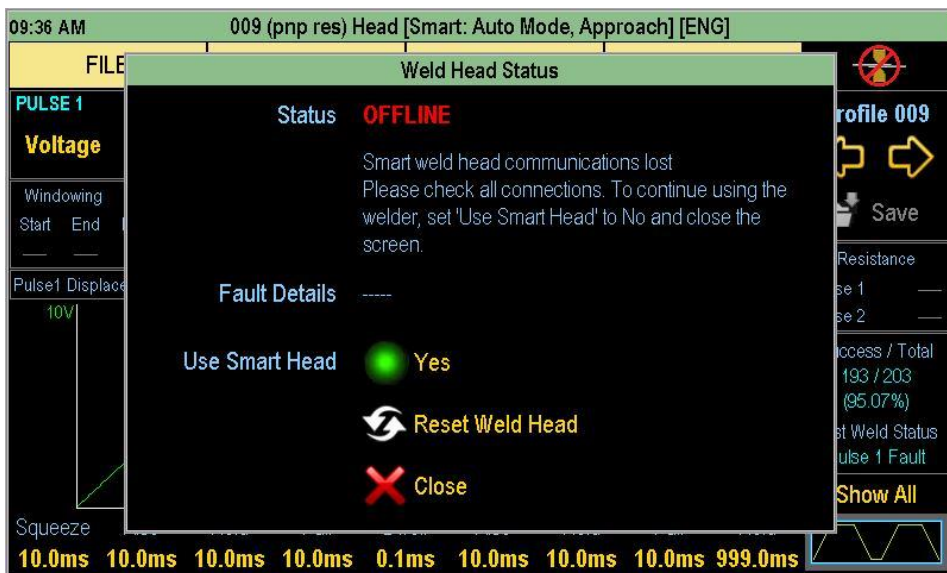 09:36 AM 009 (pnp res) Head [Smart: Auto Mode, Approach] [ENG]
FILE
Weld Head Status
PULSE 1
Voltage
Windowing
Start End
Pulse1 Displace
10V
Status OFFLINE
Smart weld head communications lost
Please check all connections. To continue using the
welder, set 'Use Smart Head' to No and close the
screen.
Fault Details -----
Use Smart Head Yes
Reset Weld Head
Close
rofile 009
Save
Resistance
se 1 —
se 2 —
ccess / Total
193 / 203
(95.07%)
st Weld Status
ulse 1 Fault
Show All
Squeeze
10.0ms 10.0ms 10.0ms 10.0ms 0.1ms 10.0ms 10.0ms 10.0ms 999.0ms